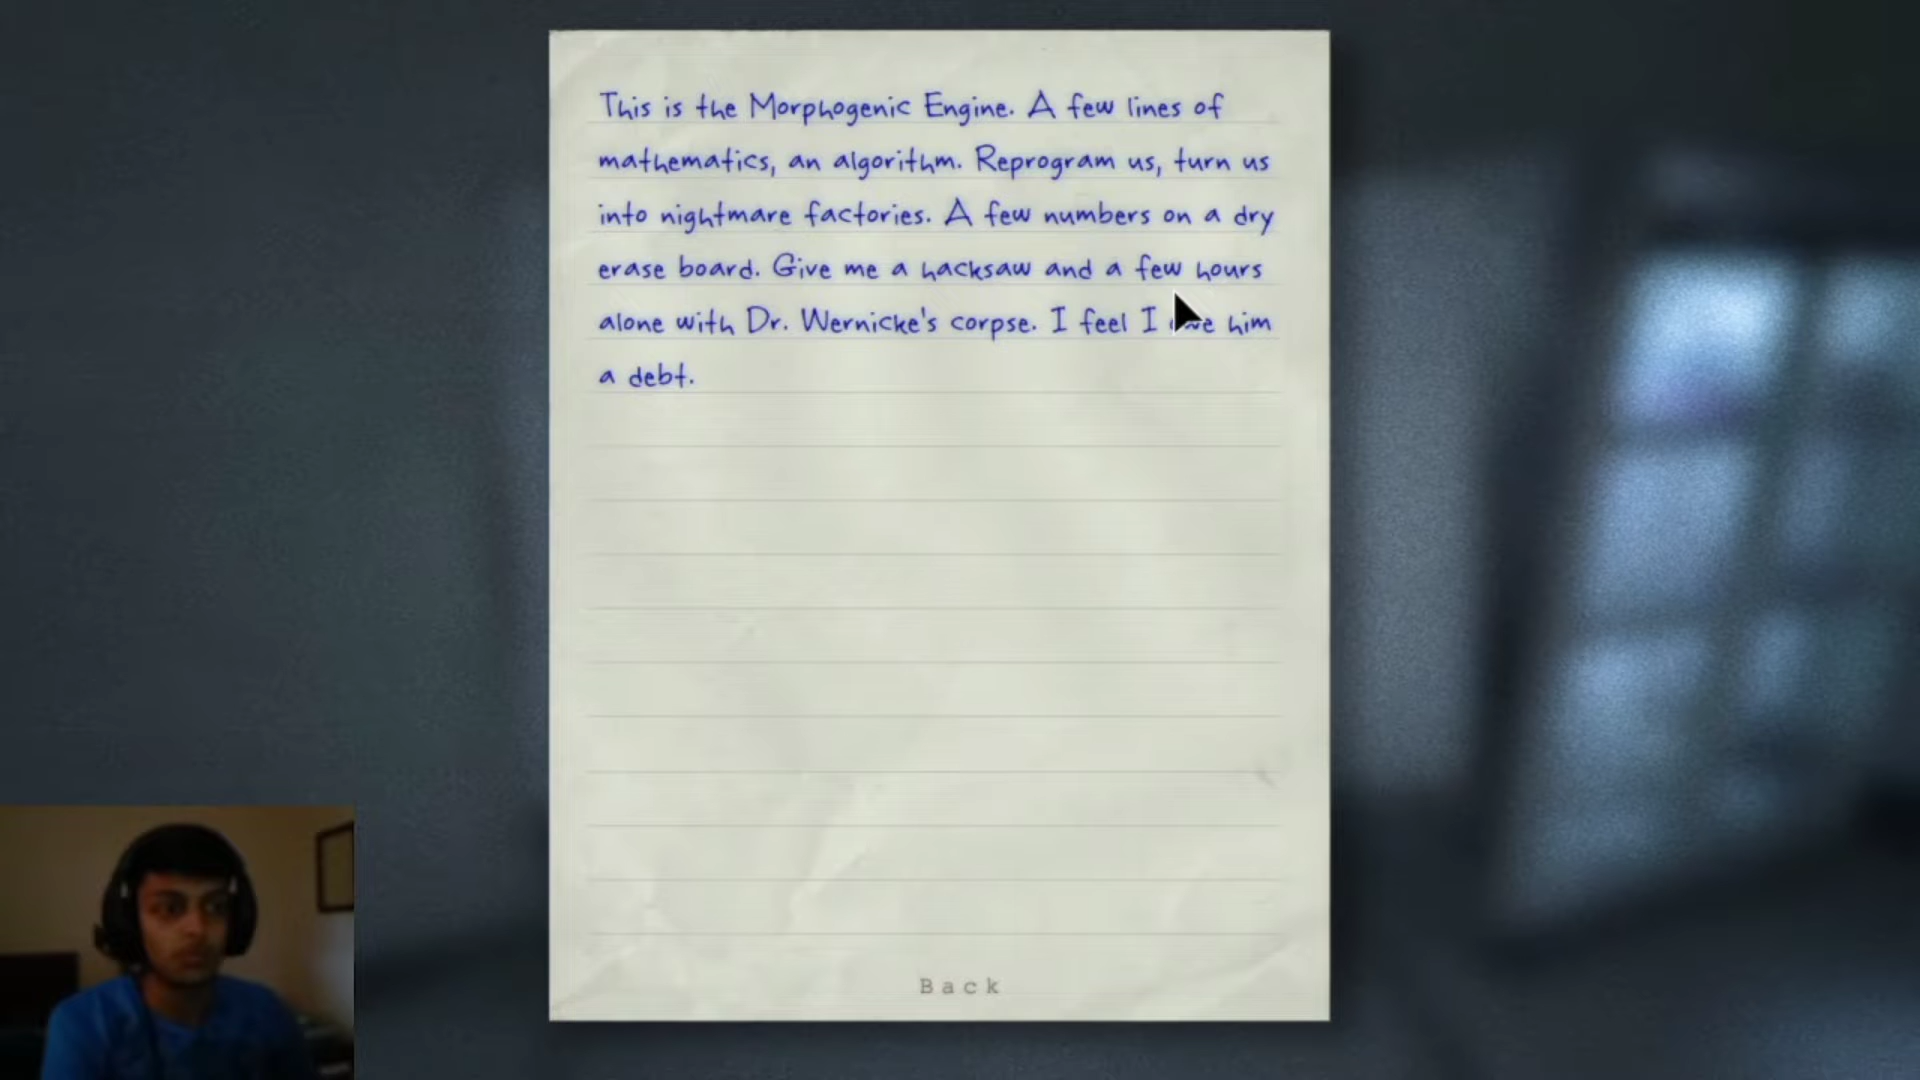 This is the Morphogenic Engine. A few lines of
mathematics, an algorithm. Reprogram us, turn us
into nightmare factories. A few numbers on a dry
erase board. Give me a hacksaw and a few hours
alone with Dr. Wernicke's corpse. I feel I him
a debt.
Back